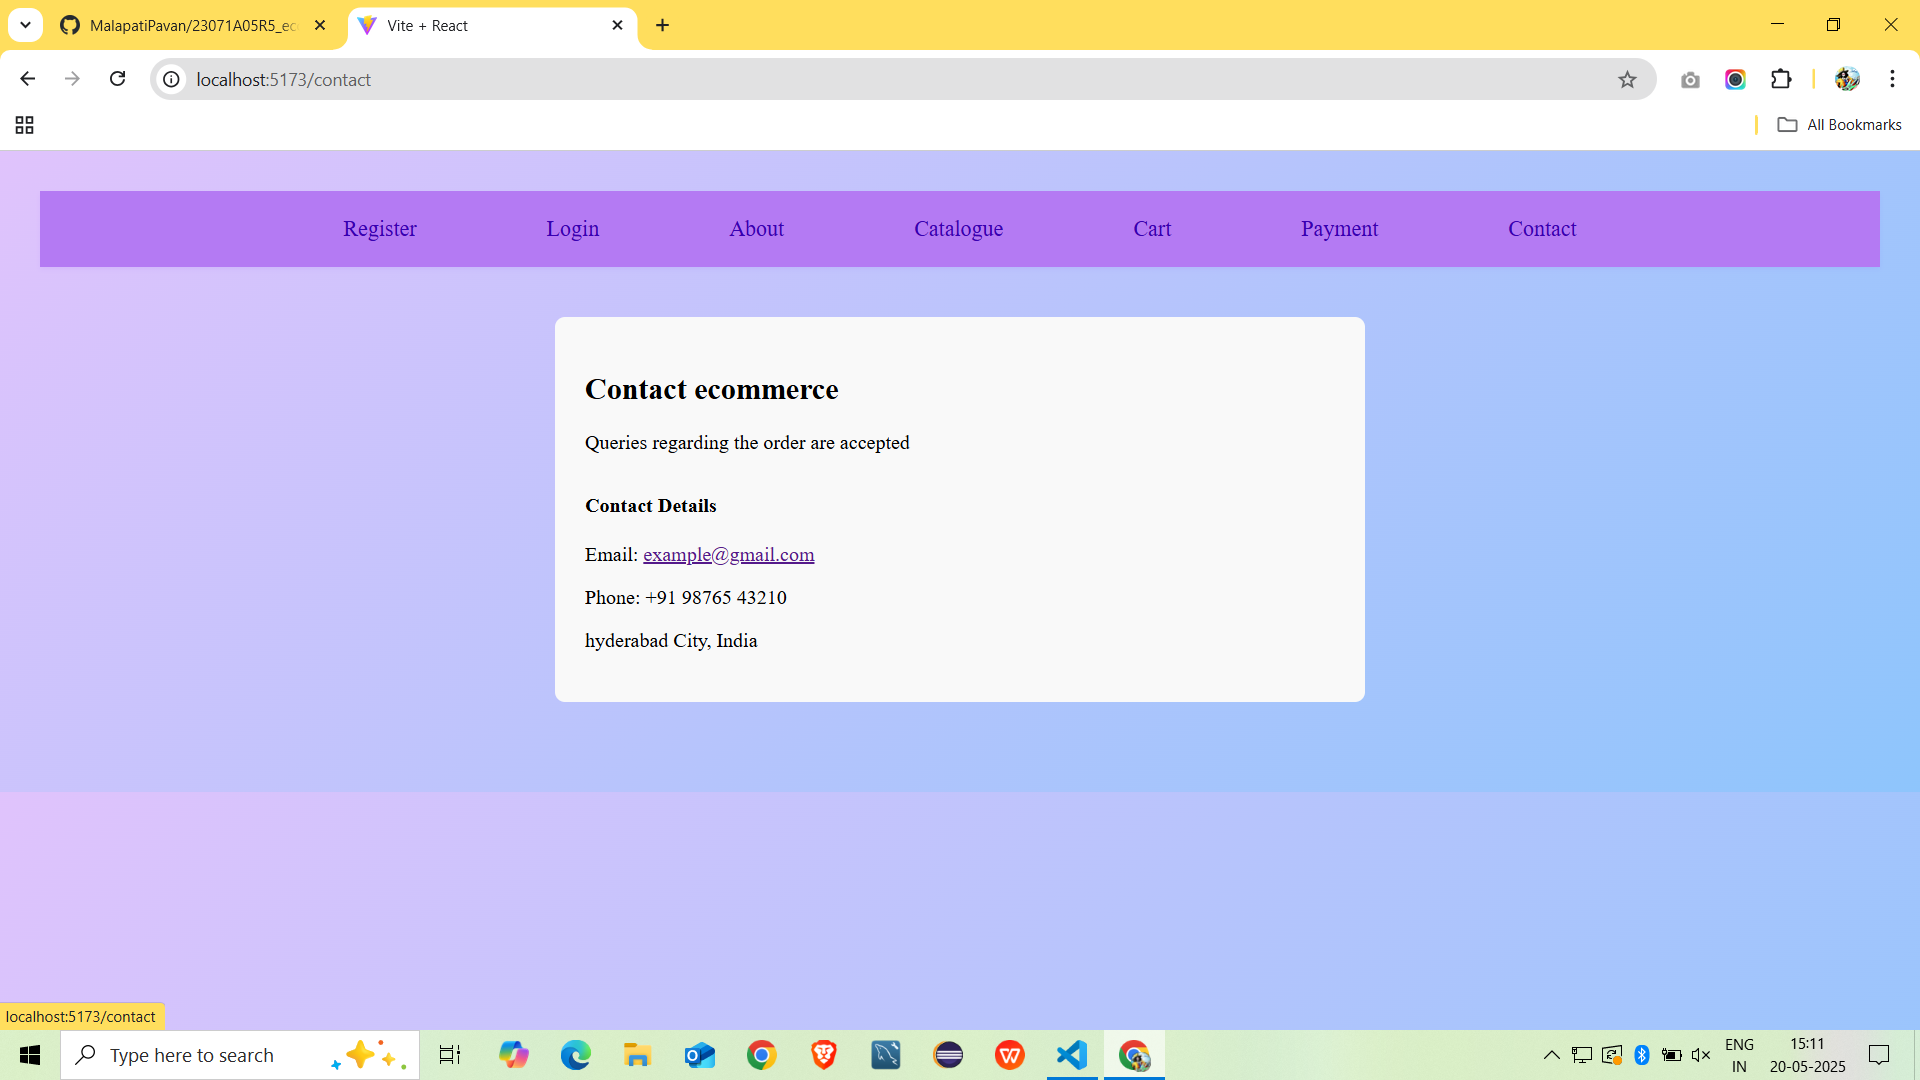 MalapatiPavan/23071A05R5_ec
Vite + React
localhost:5173/contact
All Bookmarks
Register Login About Catalogue Cart Payment Contact
Contact ecommerce
Queries regarding the order are accepted
Contact Details
Email: example@gmail.com
Phone: +91 98765 43210
hyderabad City, India
localhost:5173/contact
Type here to search
ENG
IN
15:11
20-05-2025